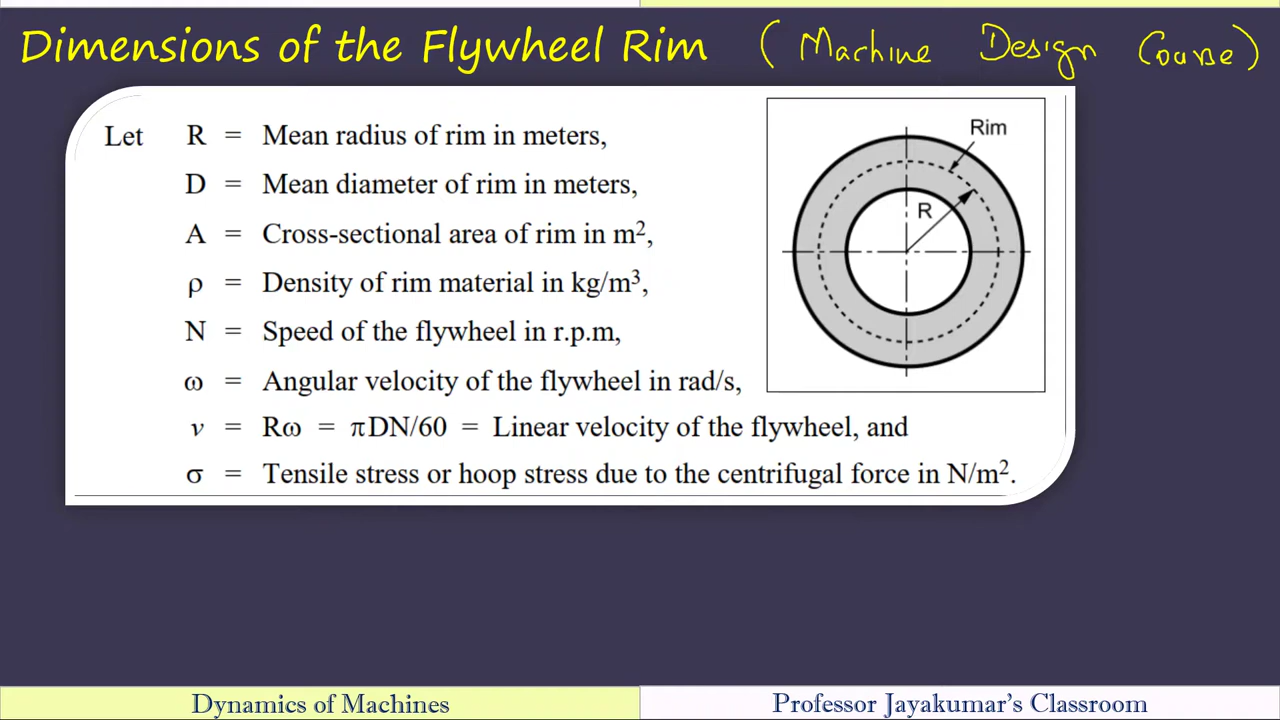 Dimensions of the Flywheel Rim (Machine Design Course)
Let R = Mean radius of rim in meters,
D = Mean diameter of rim in meters,
A = Cross-sectional area of rim in m²,
ρ = Density of rim material in kg/m³,
N = Speed of the flywheel in r.p.m,
ω = Angular velocity of the flywheel in rad/s,
v = Rω = πDN/60 = Linear velocity of the flywheel, and
σ = Tensile stress or hoop stress due to the centrifugal force in N/m².
Rim
R
Dynamics of Machines
Professor Jayakumar's Classroom